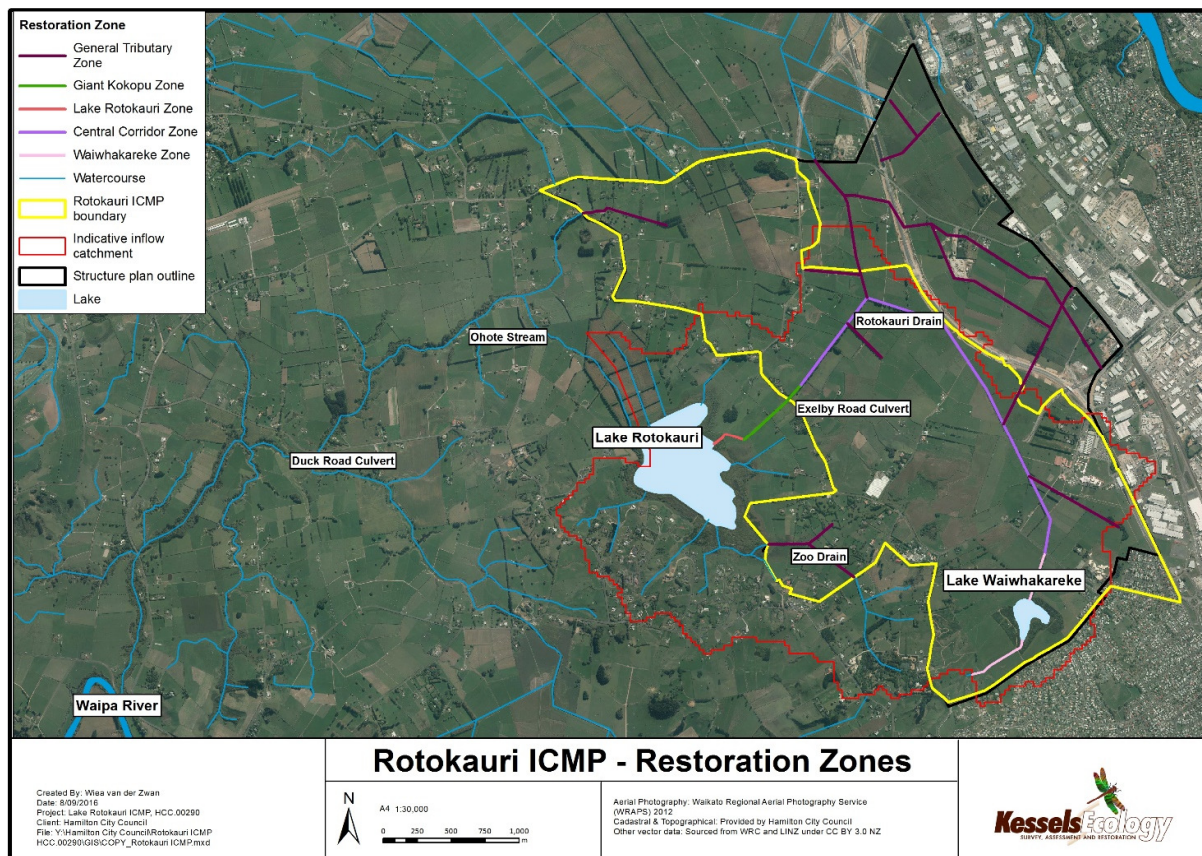 Restoration Zone
General Tributary
Zone
Giant Kokopu Zone
Lake Rotokauri Zone
Central Corridor Zone
Waiwhakareke Zone
Watercourse
Rotokauri ICMP
boundary
Indicative inflow
catchment
Structure plan outline
Lake
Rotokauri Drain
Ohote Stream
Exelby Road Culvert
Lake Rotokauri
Duck Road Culvert
Zoo Drain
Lake Waiwhakareke
Waipa River
Rotokauri ICMP - Restoration Zones
Created By: Wiea van der Zwan
Date: 8/09/2016
Project: Lake Rotokauri ICMP, HCC.00290
Client: Hamilton City Council
File: Y:\Hamilton City Council\Rotokauri ICMP
HCC.00290\GIS\COPY_Rotokauri ICMP.mxd
N
A4 1:30,000
0 250 500 750 1,000
m
Aerial Photography: Waikato Regional Aerial Photography Service
(WRAPS) 2012
Cadastral & Topographical: Provided by Hamilton City Council
Other vector data: Sourced from WRC and LINZ under CC BY 3.0 NZ
KesselsEcology
SURVEY, ASSESSMENT AND RESTORATION